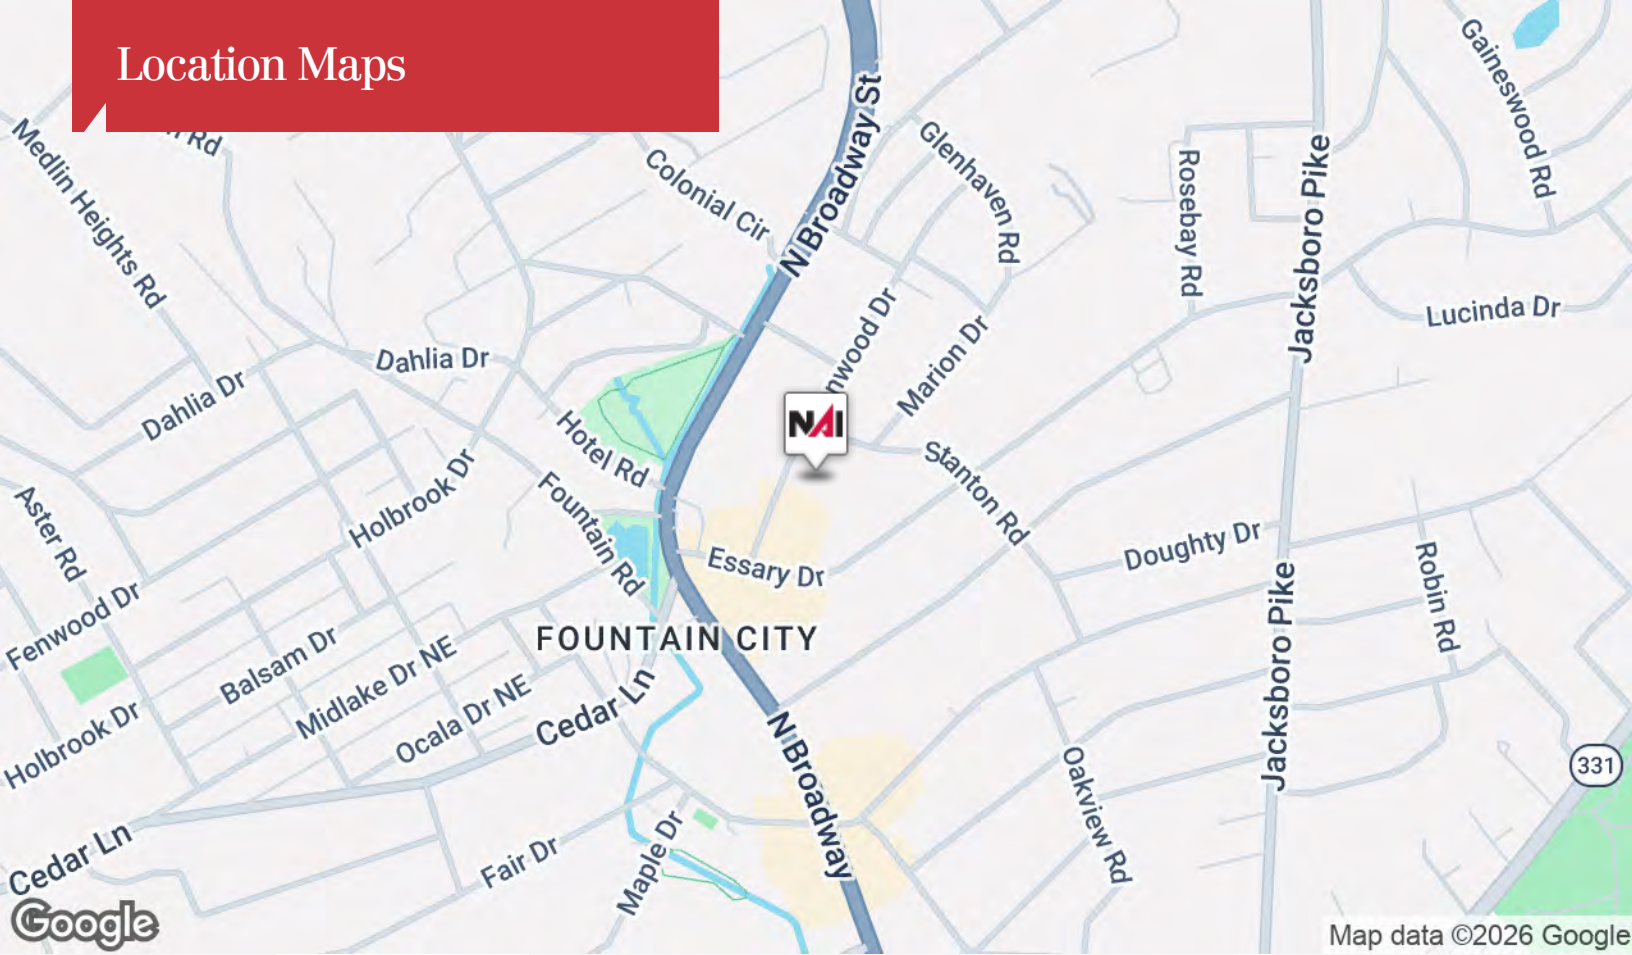 Location Maps
Medlin Heights Rd
Rd
Colonial Cir
N Broadway St
Glenhaven Rd
Rosebay Rd
Jacksboro Pike
Gaineswood Rd
Lucinda Dr
Dahlia Dr
Dahlia Dr
nwood Dr
Marion Dr
NAI
Hotel Rd
Stanton Rd
Holbrook Dr
Fountain Rd
Aster Rd
Essary Dr
Doughty Dr
Robin Rd
Fenwood Dr
FOUNTAIN CITY
Balsam Dr
Midlake Dr NE
Ocala Dr NE
Cedar Ln
Holbrook Dr
Jacksboro Pike
N Broadway
Oakview Rd
331
Cedar Ln
Fair Dr
Maple Dr
Google
Map data ©2026 Google